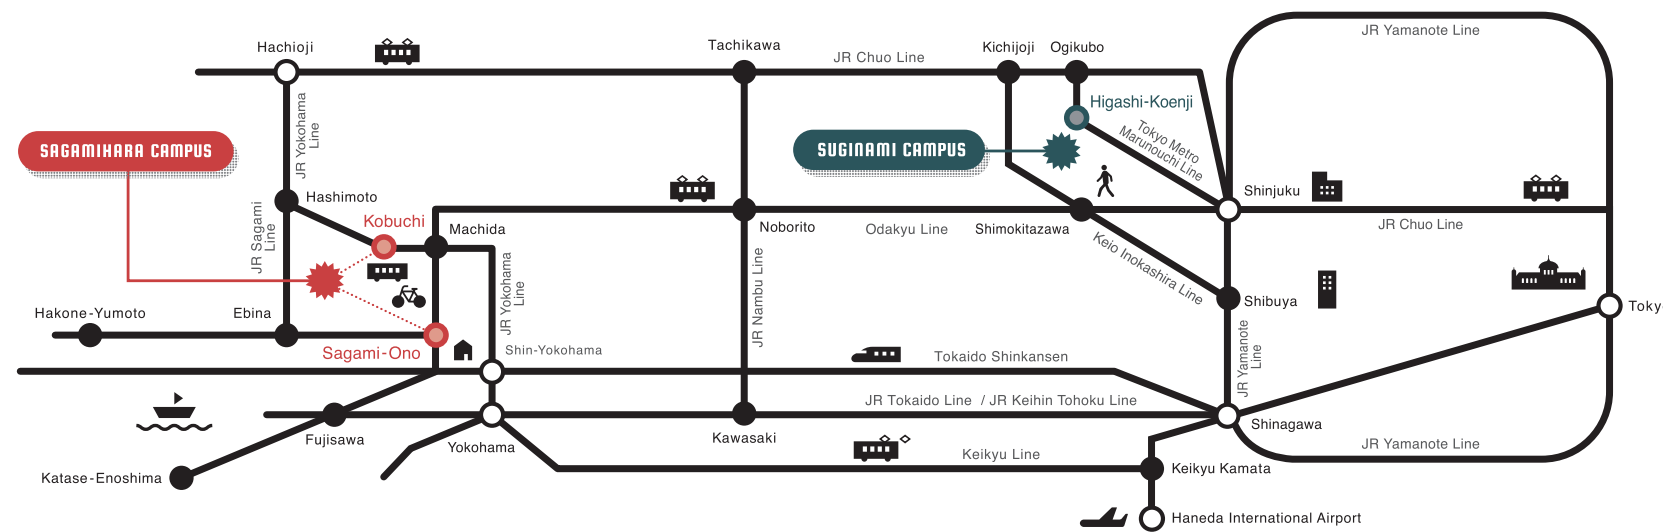 JR Yamanote Line
Hachioji
Tachikawa
Kichijoji
Ogikubo
JR Chuo Line
Higashi-Koenji
JR Yokohama
Line
Tokyo Metro
Marunouchi Line
SAGAMIHARA CAMPUS
SUGINAMI CAMPUS
Hashimoto
Shinjuku
Kobuchi
Machida
Noborito
Odakyu Line
Shimokitazawa
JR Chuo Line
JR Sagami
Line
Keio Inokashira Line
JR Yokohama
Line
JR Nambu Line
Shibuya
Hakone-Yumoto
Ebina
Toky
Sagami-Ono
Shin-Yokohama
Tokaido Shinkansen
JR Yamanote
Line
JR Tokaido Line / JR Keihin Tohoku Line
Fujisawa
Yokohama
Kawasaki
Shinagawa
JR Yamanote Line
Keikyu Line
Katase-Enoshima
Keikyu Kamata
Haneda International Airport